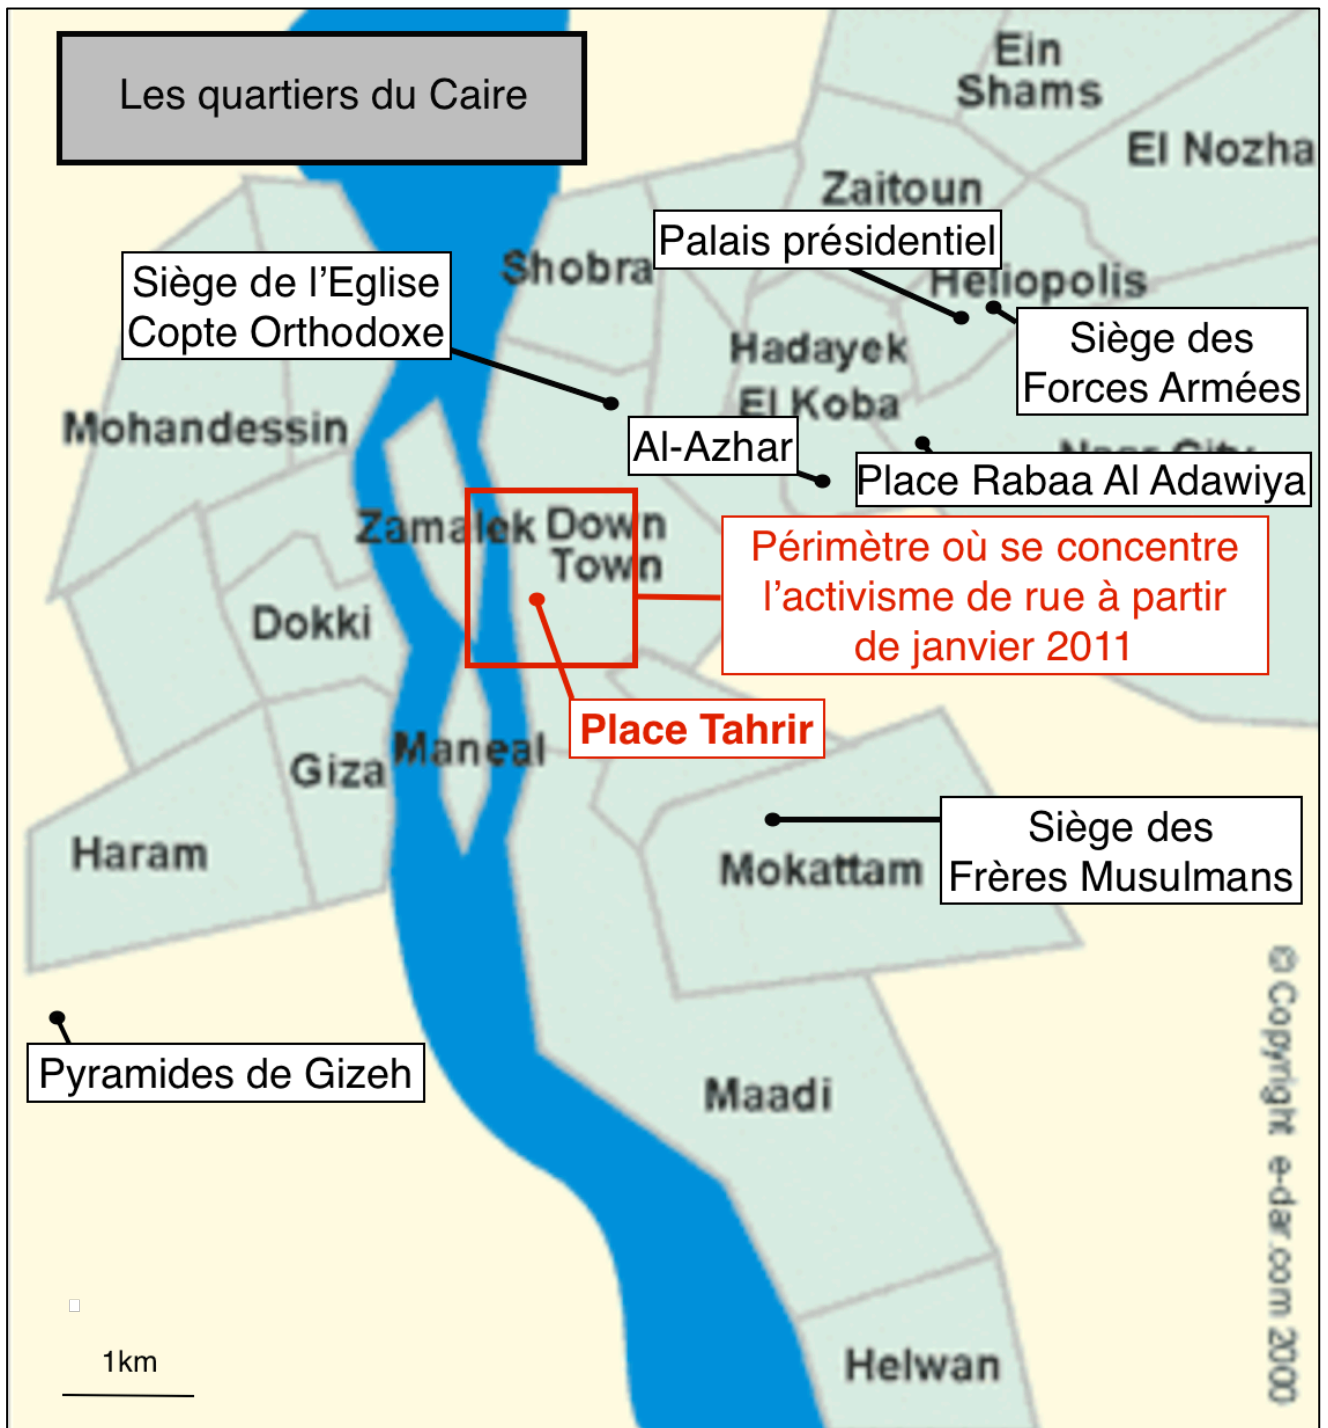 Les quartiers du Caire
Ein
Shams
El Nozha
Zaitoun
Palais présidentiel
Shobra
Heliopolis
Siège de l'Eglise
Copte Orthodoxe
Siège des
Forces Armées
Hadayek
El Koba
Mohandessin
Al-Azhar
Nasr City
Place Rabaa Al Adawiya
Zamalek
Down
Town
Périmètre où se concentre
l'activisme de rue à partir
de janvier 2011
Dokki
Place Tahrir
Maneal
Giza
Siège des
Frères Musulmans
Haram
Mokattam
Pyramides de Gizeh
Maadi
© Copyright e-dar.com 2000
1km
Helwan